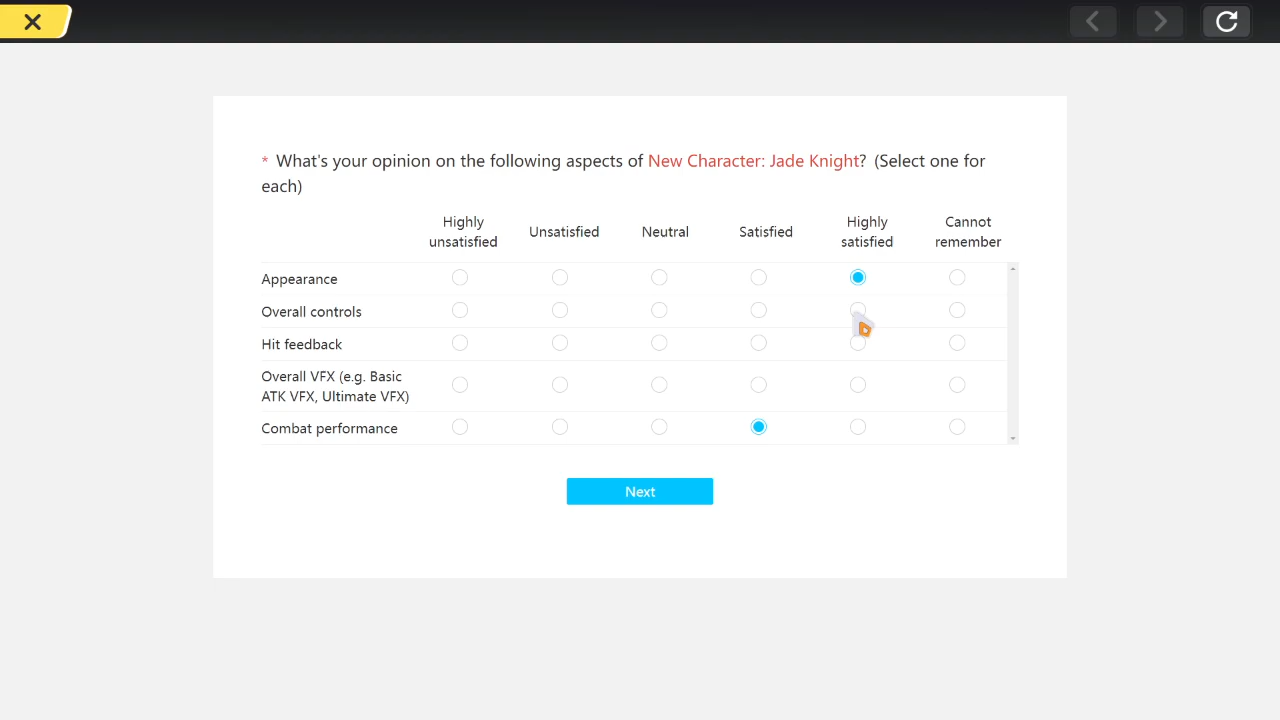 * What's your opinion on the following aspects of New Character: Jade Knight? (Select one for
each)
Highly
unsatisfied
Unsatisfied
Neutral
Satisfied
Highly
satisfied
Cannot
remember
Appearance
Overall controls
Hit feedback
Overall VFX (e.g. Basic
ATK VFX, Ultimate VFX)
Combat performance
Next